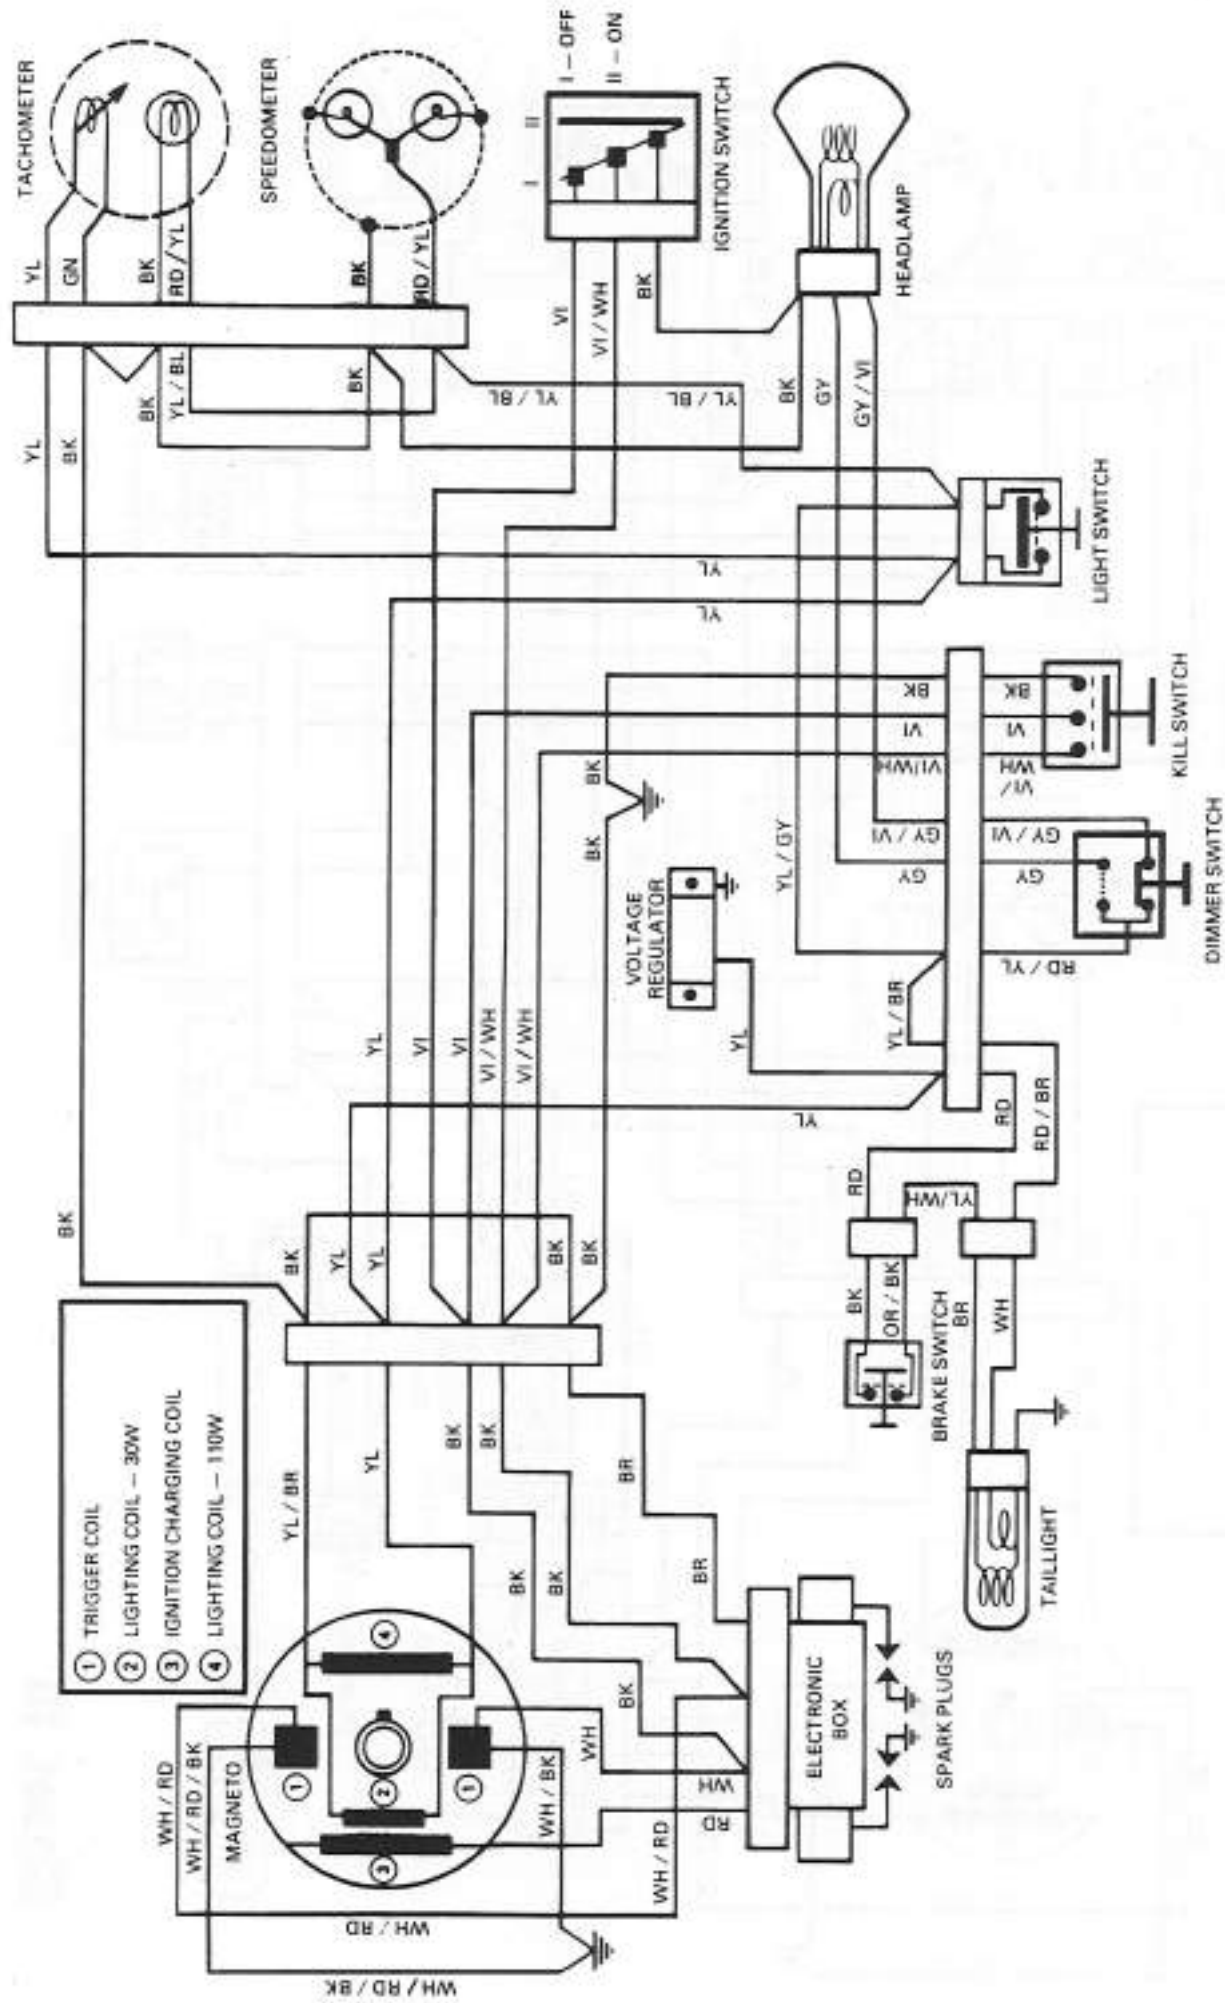 TACHOMETER
SPEEDOMETER
I – OFF
II – ON
I
II
IGNITION SWITCH
HEADLAMP
YL
GN
BK
RD / YL
BK
RD / YL
VI
VI / WH
BK
YL
BK
BK
YL / BL
BK
YL / BL
YL / BL
BK
GY
GY / VI
LIGHT SWITCH
YL
YL
BK
VI
VI/WH
BK
VI
VI/
WH
KILL SWITCH
BK
BK
YL / GY
GY / VI
GY
GY / VI
GY
RD / YL
DIMMER SWITCH
VOLTAGE
REGULATOR
YL
YL / BR
YL
VI
VI
VI / WH
VI / WH
YL
RD
RD / BR
BK
BK
YL
YL
BK
BK
RD
YL/WH
BK
OR / BK
BRAKE SWITCH
BR
WH
TAILLIGHT
1 TRIGGER COIL
2 LIGHTING COIL – 30W
3 IGNITION CHARGING COIL
4 LIGHTING COIL – 110W
YL / BR
YL
BK
BK
BR
BK
BK
BR
WH / RD
WH / RD / BK
MAGNETO
1
2
3
4
1
WH / BK
WH
BK
WH
RD
WH / RD
WH / RD
WH / RD / BK
ELECTRONIC
BOX
SPARK PLUGS